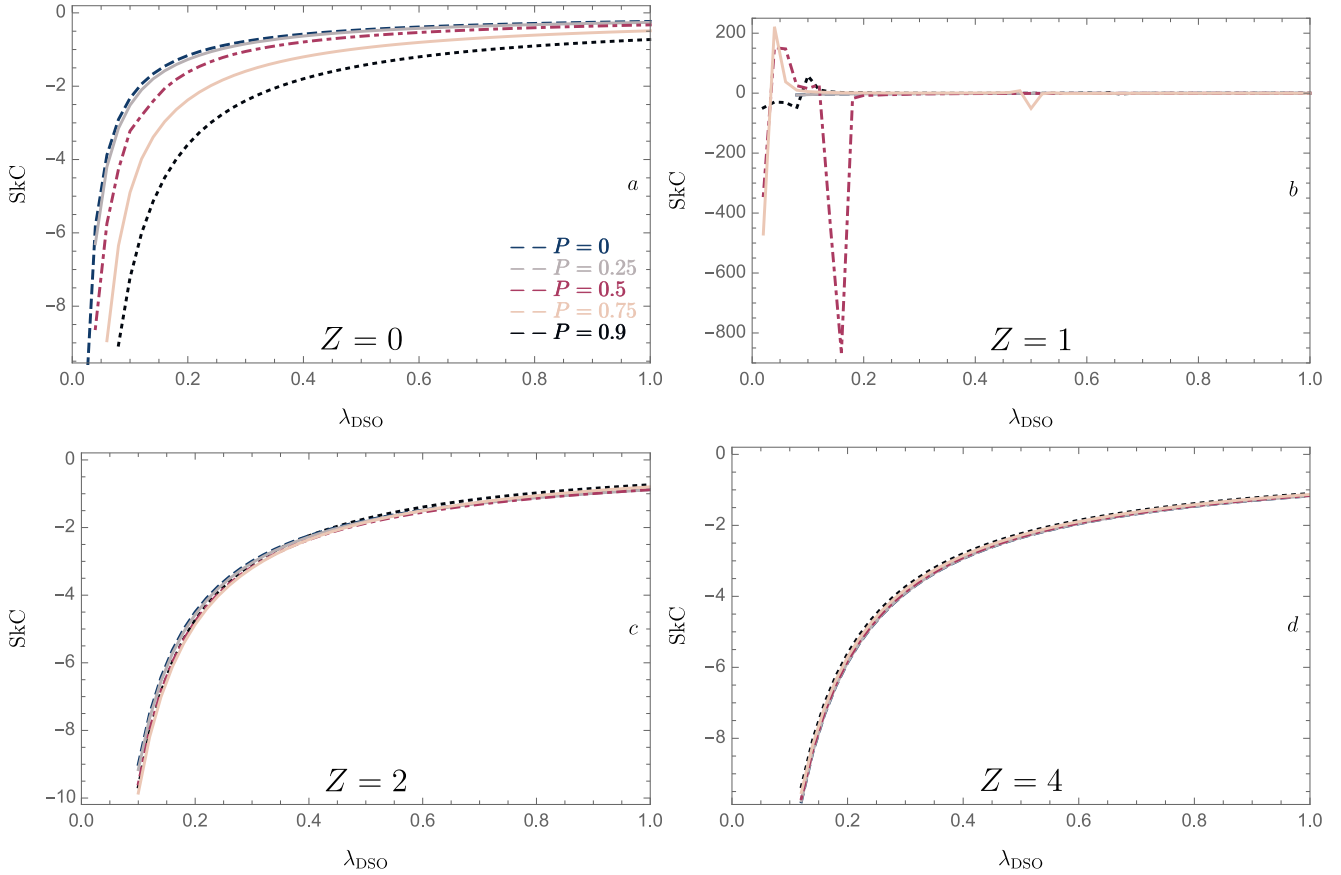 SkC
0
−2
−4
−6
−8
0.0 0.2 0.4 0.6 0.8 1.0
λDSO
a
– – P = 0
— P = 0.25
– – P = 0.5
– – P = 0.75
– – P = 0.9
Z = 0
SkC
200
0
−200
−400
−600
−800
0.0 0.2 0.4 0.6 0.8 1.0
λDSO
b
Z = 1
SkC
0
−2
−4
−6
−8
−10
0.0 0.2 0.4 0.6 0.8 1.0
λDSO
c
Z = 2
SkC
0
−2
−4
−6
−8
0.0 0.2 0.4 0.6 0.8 1.0
λDSO
d
Z = 4